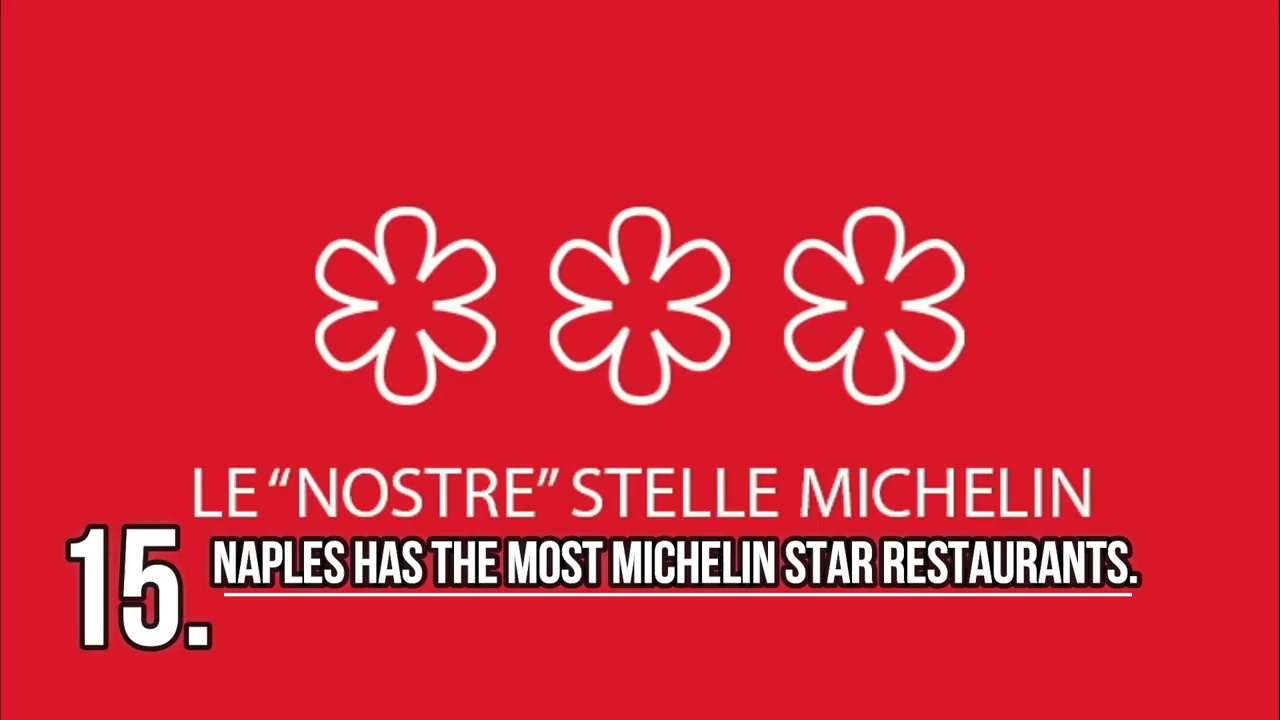 LE “NOSTRE” STELLE MICHELIN
15. NAPLES HAS THE MOST MICHELIN STAR RESTAURANTS.